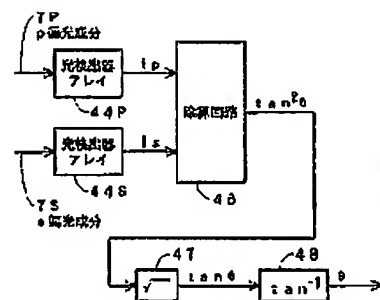 7P
p偏光成分
光検出器
アレイ
Ip
44P
除算回路
tan²θ
光検出器
アレイ
Is
44S
7S
s偏光成分
46
47
√
tanθ
48
tan⁻¹
θ